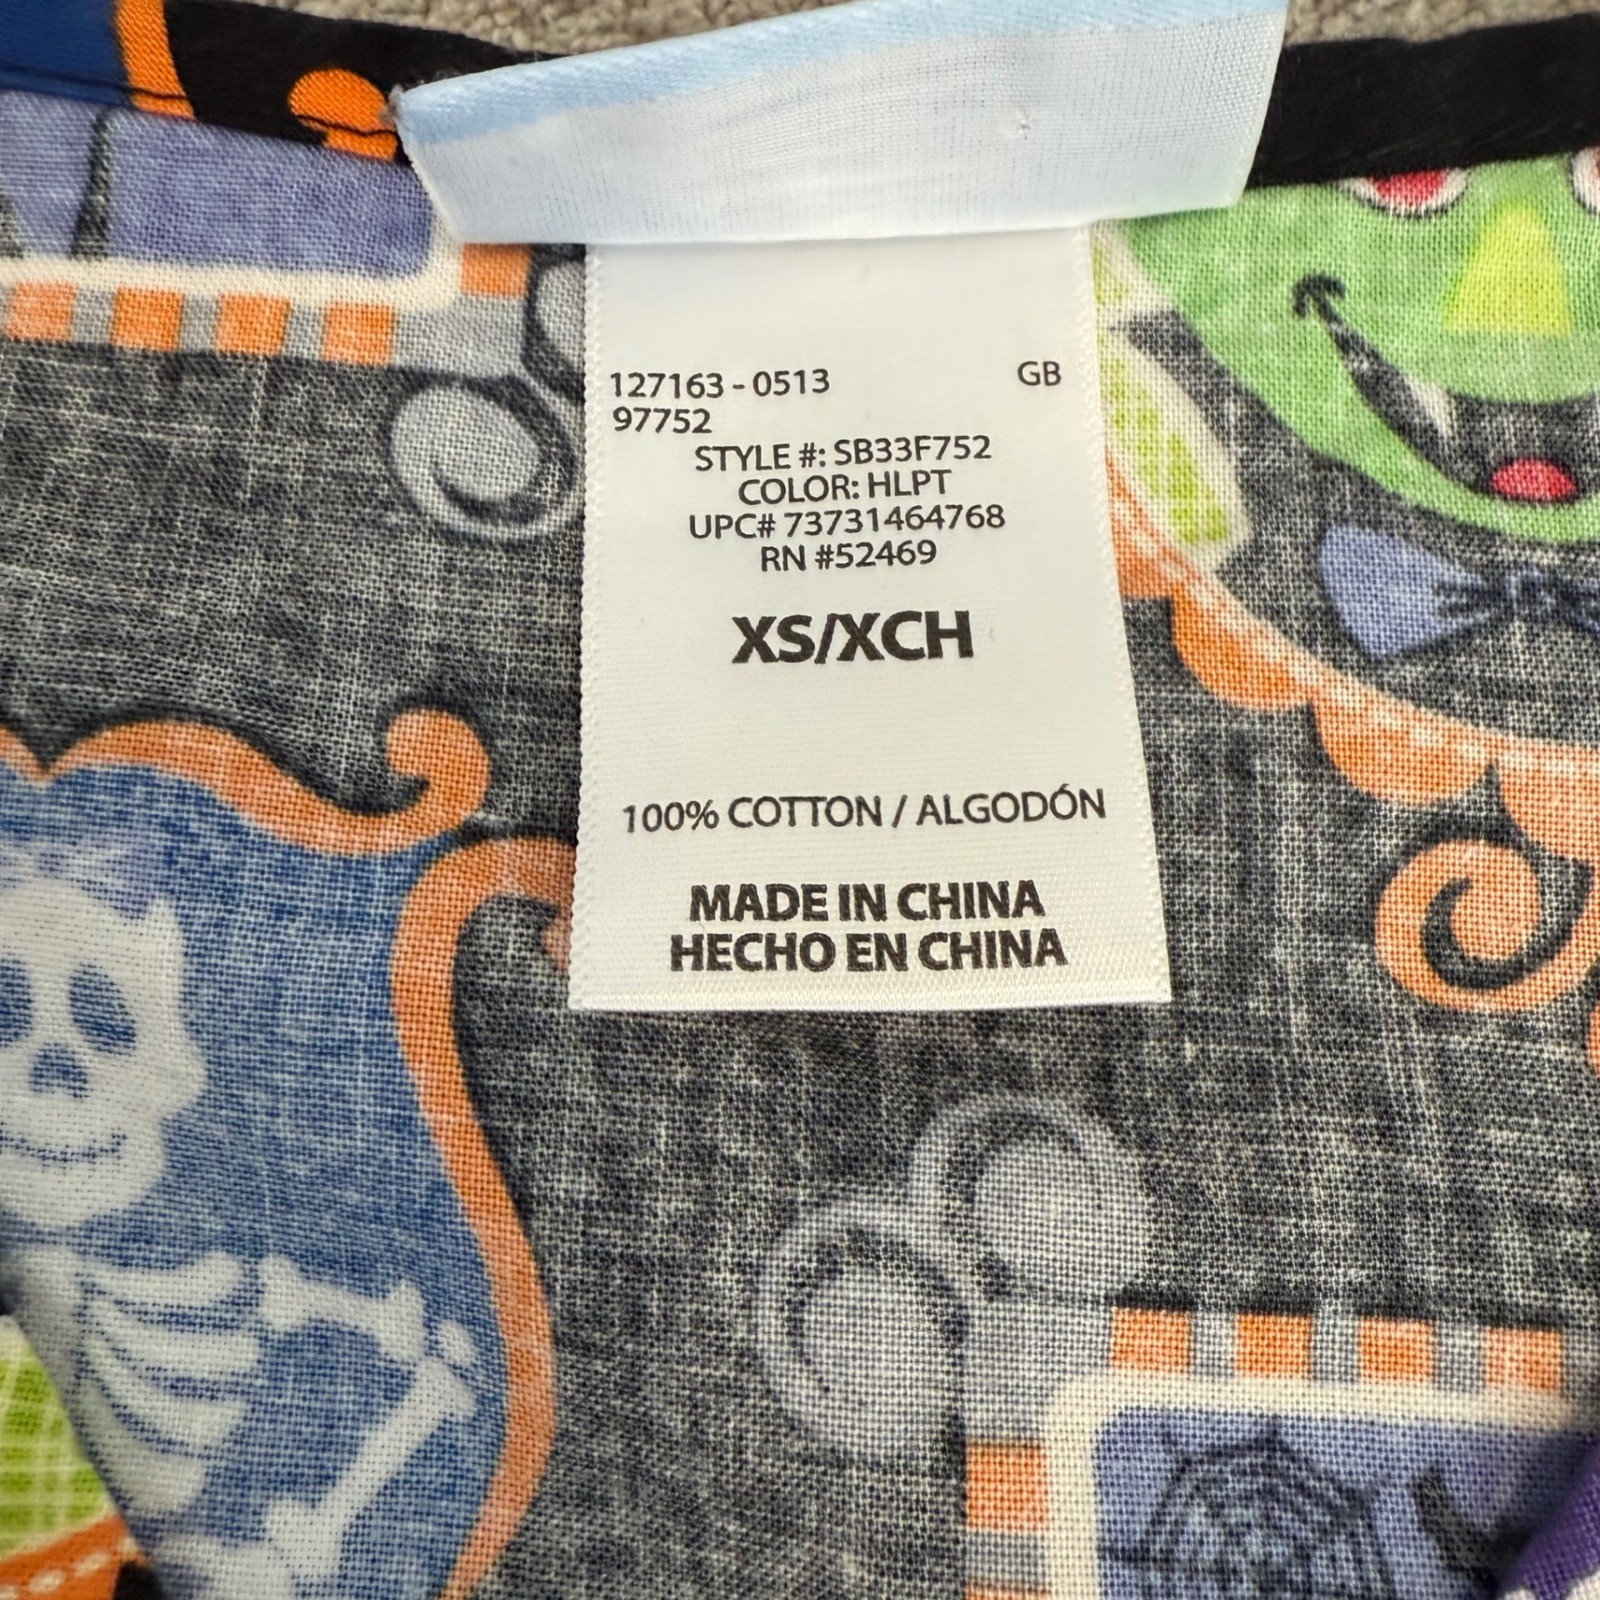 127163 - 0513 GB
97752
STYLE #: SB33F752
COLOR: HLPT
UPC# 73731464768
RN #52469
XS/XCH
100% COTTON / ALGODÓN
MADE IN CHINA
HECHO EN CHINA